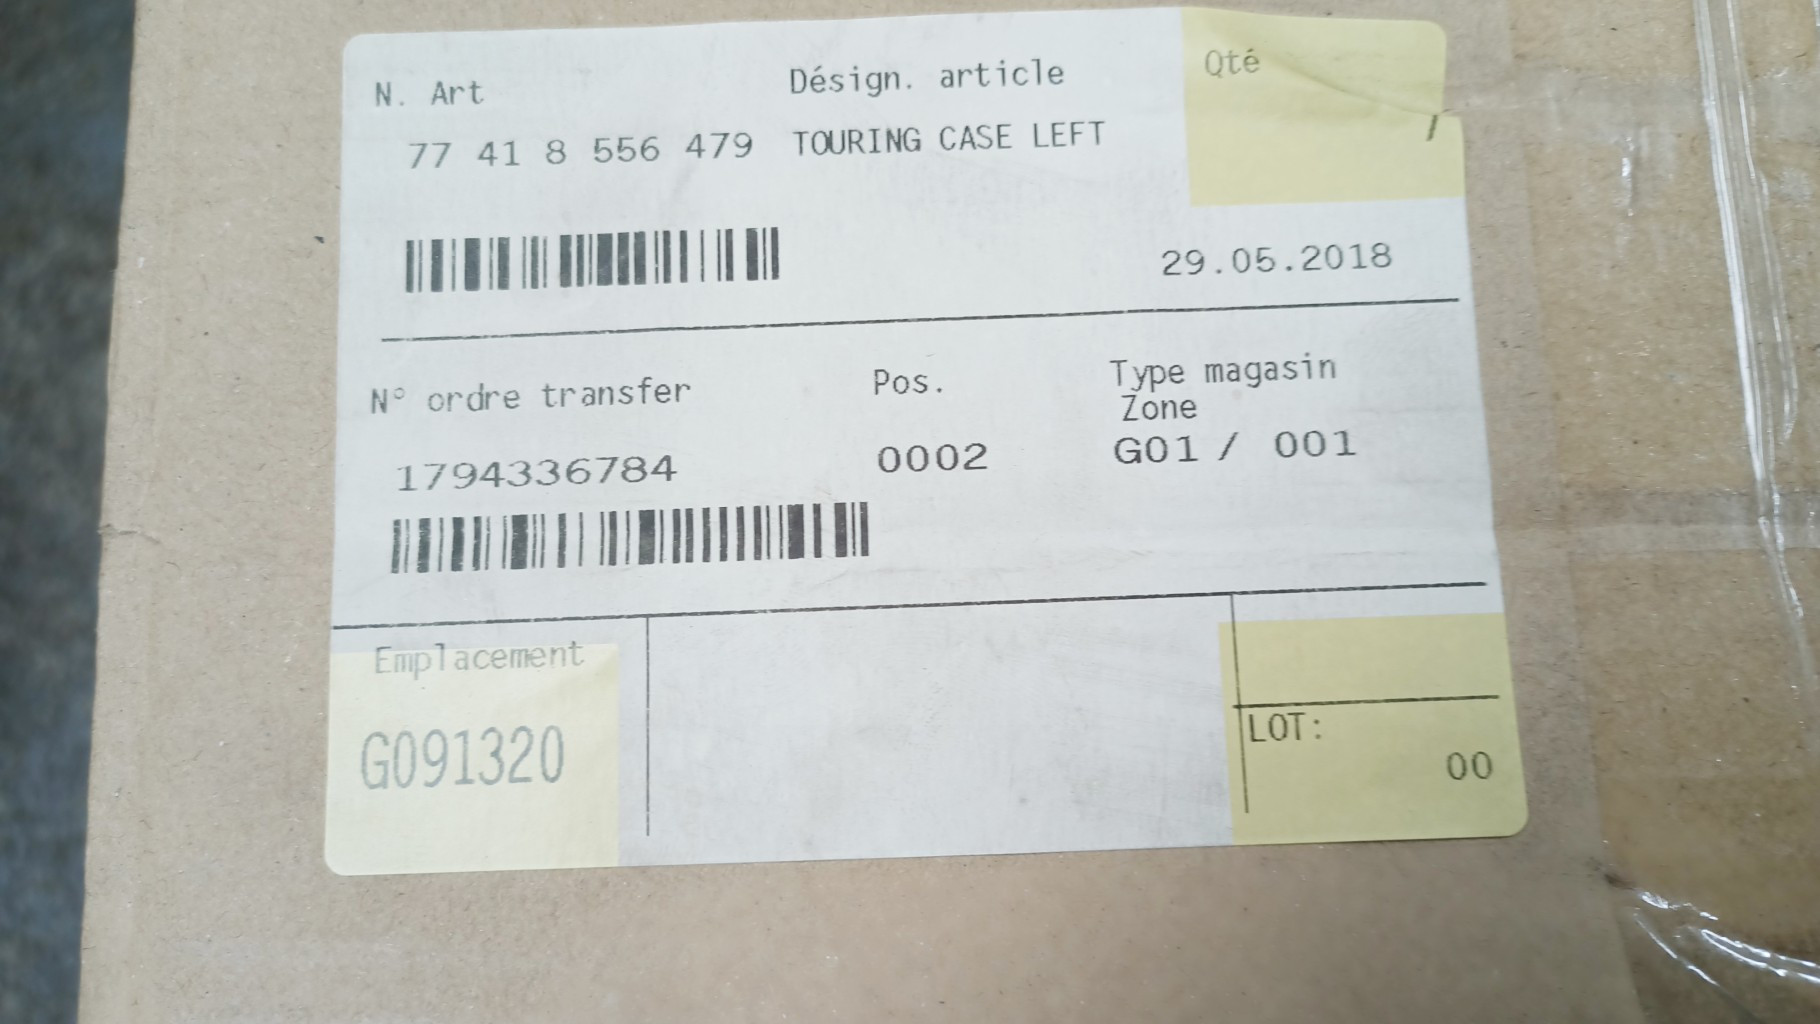 N. Art Désign. article Qté
77 41 8 556 479 TOURING CASE LEFT
29.05.2018
N° ordre transfer Pos. Type magasin
Zone
1794336784 0002 G01 / 001
Emplacement
G091320
LOT:
00